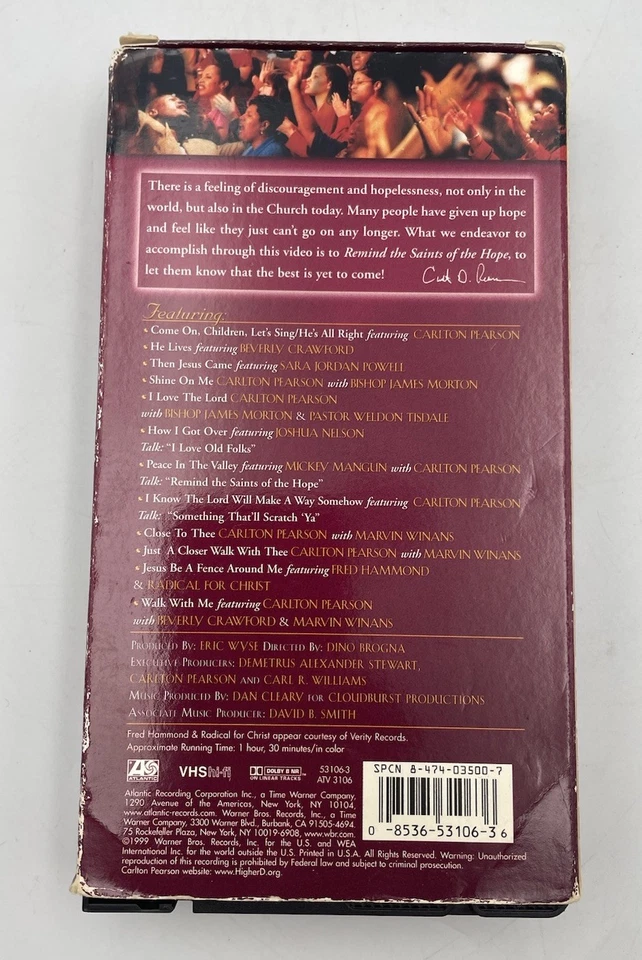 There is a feeling of discouragement and hopelessness, not only in the
world, but also in the Church today. Many people have given up hope
and feel like they just can't go on any longer. What we endeavor to
accomplish through this video is to Remind the Saints of the Hope, to
let them know that the best is yet to come!
Featuring:
• Come On, Children, Let's Sing/He's All Right featuring CARLTON PEARSON
• He Lives featuring BEVERLY CRAWFORD
• Then Jesus Came featuring SARA JORDAN POWELL
• Shine On Me CARLTON PEARSON with BISHOP JAMES MORTON
• I Love The Lord CARLTON PEARSON
with BISHOP JAMES MORTON & PASTOR WELDON TISDALE
• How I Got Over featuring JOSHUA NELSON
Talk: "I Love Old Folks"
• Peace In The Valley featuring MICKEY MANGUN with CARLTON PEARSON
Talk: "Remind the Saints of the Hope"
• I Know The Lord Will Make A Way Somehow featuring CARLTON PEARSON
Talk: "Something That'll Scratch 'Ya"
• Close To Thee CARLTON PEARSON with MARVIN WINANS
• Just A Closer Walk With Thee CARLTON PEARSON with MARVIN WINANS
• Jesus Be A Fence Around Me featuring FRED HAMMOND
& RADICAL FOR CHRIST
• Walk With Me featuring CARLTON PEARSON
with BEVERLY CRAWFORD & MARVIN WINANS
PRODUCED BY: ERIC WYSE DIRECTED BY: DINO BROGNA
EXECUTIVE PRODUCERS: DEMETRUS ALEXANDER STEWART,
CARLTON PEARSON AND CARL R. WILLIAMS
MUSIC PRODUCED BY: DAN CLEARY FOR CLOUDBURST PRODUCTIONS
ASSOCIATE MUSIC PRODUCER: DAVID B. SMITH
Fred Hammond & Radical for Christ appear courtesy of Verity Records.
Approximate Running Time: 1 hour, 30 minutes/in color
ATLANTIC
VHS hi-fi
DOLBY B NR
ON LINEAR TRACKS
53106-3
ATV 3106
SPCN 8-474-03500-7
0 -8536-53106-3 6
Atlantic Recording Corporation Inc., a Time Warner Company,
1290 Avenue of the Americas, New York, NY 10104,
www.atlantic-records.com. Warner Bros. Records, Inc., a Time
Warner Company, 3300 Warner Blvd., Burbank, CA 91505-4694
75 Rockefeller Plaza, New York, NY 10019-6908, www.wbr.com.
©1999 Warner Bros. Records, Inc. for the U.S. and WEA
International Inc. for the world outside the U.S. Printed in U.S.A. All Rights Reserved. Warning: Unauthorized
reproduction of this recording is prohibited by Federal law and subject to criminal prosecution.
Carlton Pearson website: www.HigherD.org.